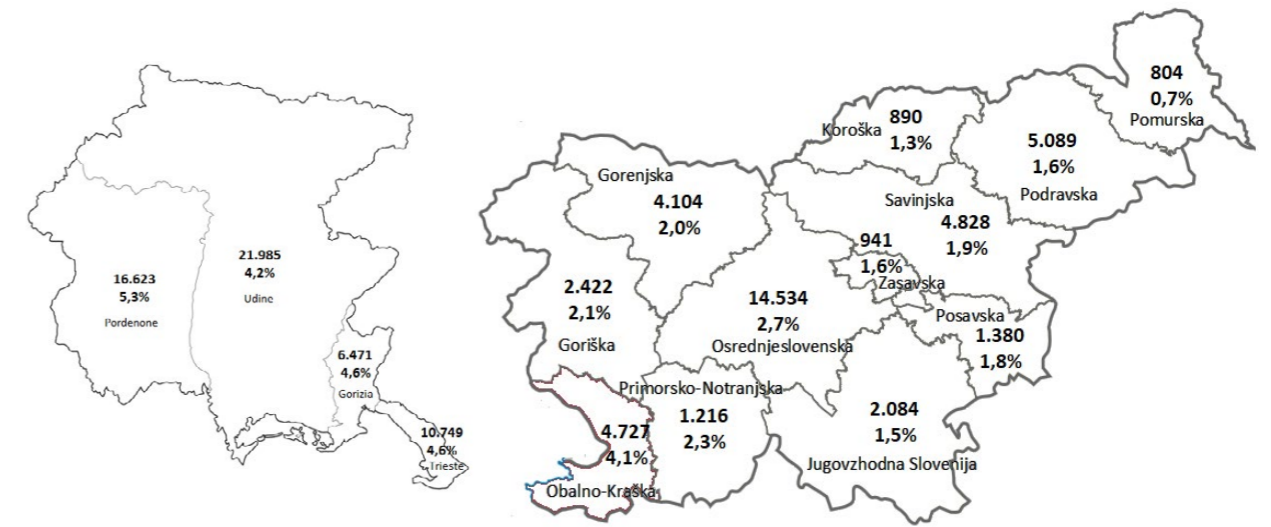 16.623
5,3%
Pordenone
21.985
4,2%
Udine
6.471
4,6%
Gorizia
10.749
4,6%
Trieste
804
0,7%
Pomurska
Koroška
890
1,3%
5.089
1,6%
Podravska
Gorenjska
4.104
2,0%
Savinjska
4.828
1,9%
941
1,6%
Zasavska
2.422
2,1%
Goriška
14.534
2,7%
Osrednjeslovenska
Posavska
1.380
1,8%
Primorsko-Notranjska
1.216
2,3%
2.084
1,5%
Jugovzhodna Slovenija
4.727
4,1%
Obalno-Kraška